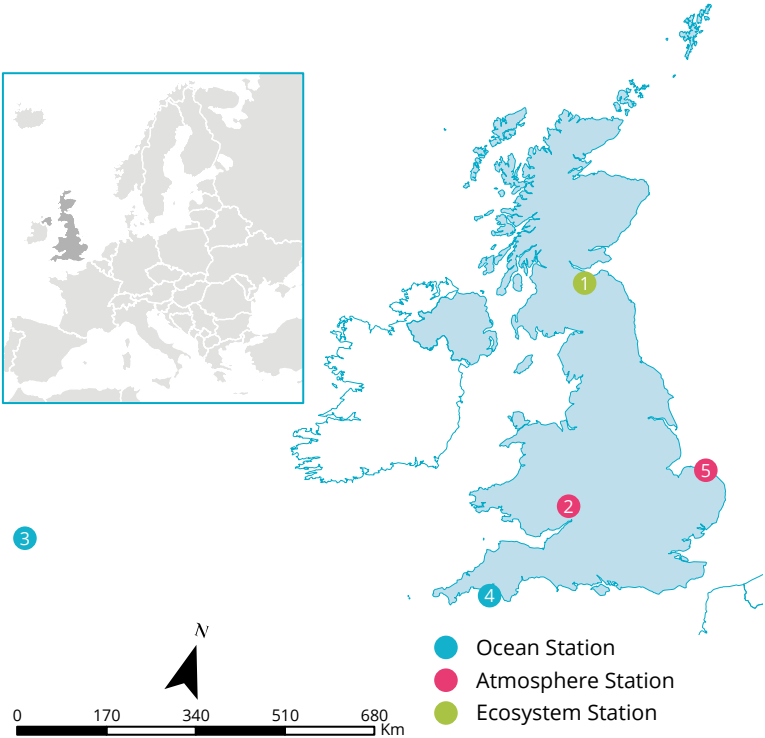 1
5
2
3
4
N
Ocean Station
Atmosphere Station
Ecosystem Station
0 170 340 510 680
Km